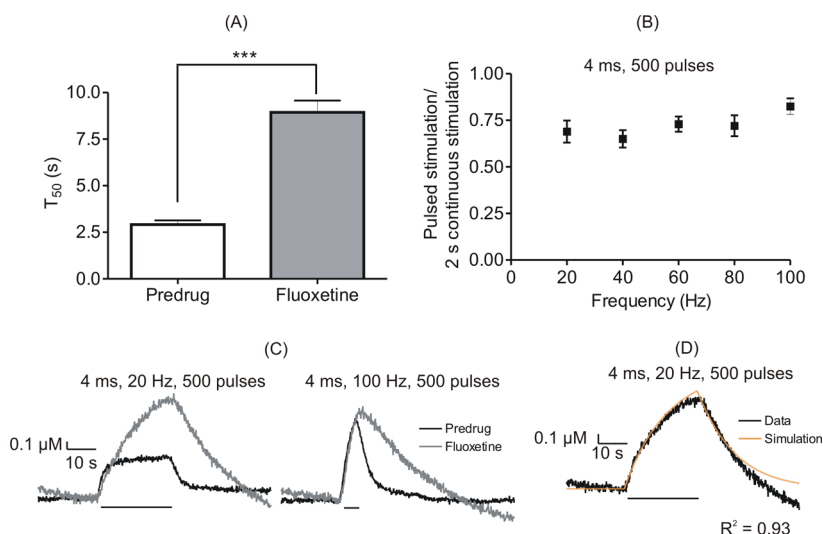 (A)
***
T50 (s)
10.0
7.5
5.0
2.5
0.0
Predrug
Fluoxetine
(B)
4 ms, 500 pulses
Pulsed stimulation/
2 s continuous stimulation
1.00
0.75
0.50
0.25
0
0 20 40 60 80 100
Frequency (Hz)
(C)
4 ms, 20 Hz, 500 pulses
0.1 μM
10 s
4 ms, 100 Hz, 500 pulses
Predrug
Fluoxetine
(D)
4 ms, 20 Hz, 500 pulses
0.1 μM
10 s
Data
Simulation
R² = 0.93